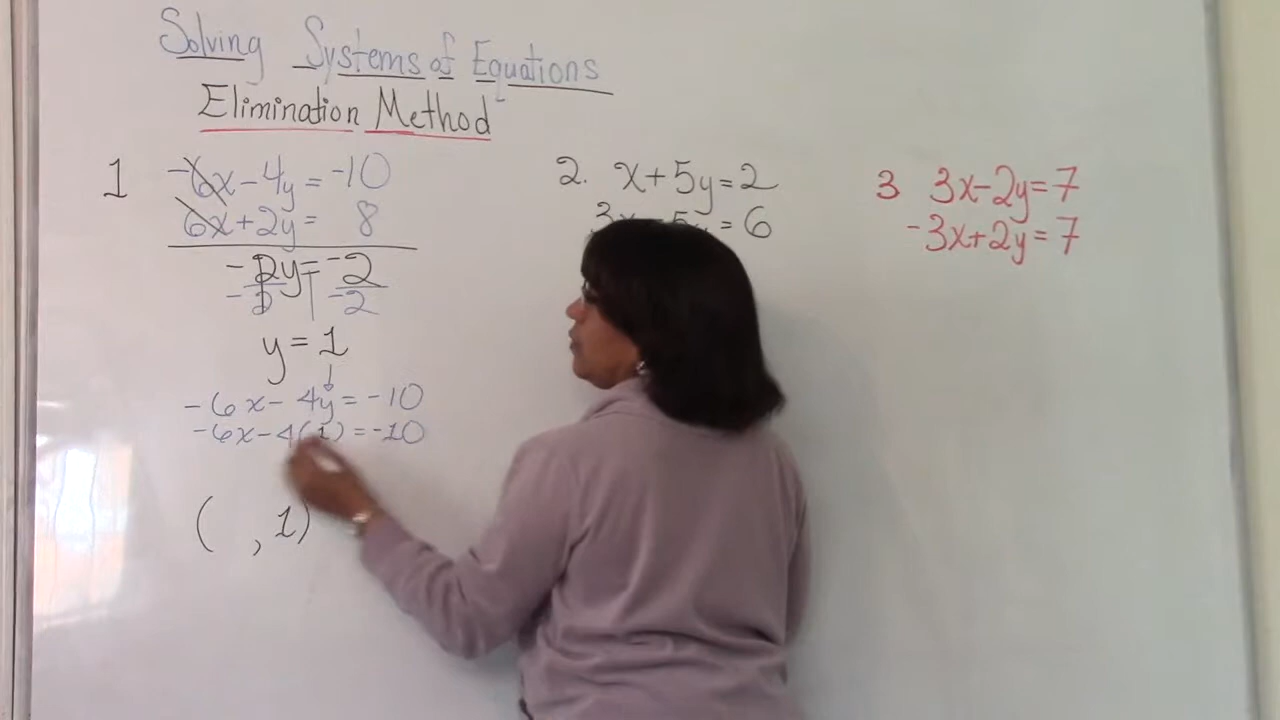 Solving Systems of Equations
Elimination Method
1
-6x - 4y = -10
6x + 2y = 8
-2y = -2
-2 -2
y = 1
-6x - 4y = -10
-6x - 4(1) = -10
( , 1)
2. x + 5y = 2
= 6
3 3x - 2y = 7
-3x + 2y = 7